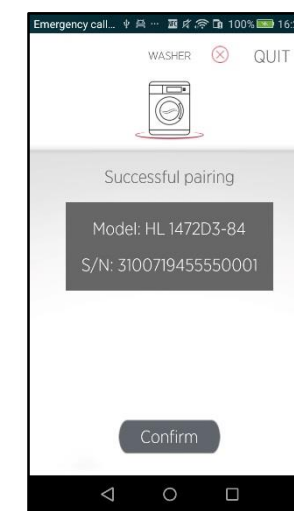 Emergency call... 100% 16:
WASHER QUIT
Successful pairing
Model: HL 1472D3-84
S/N: 3100719455550001
Confirm